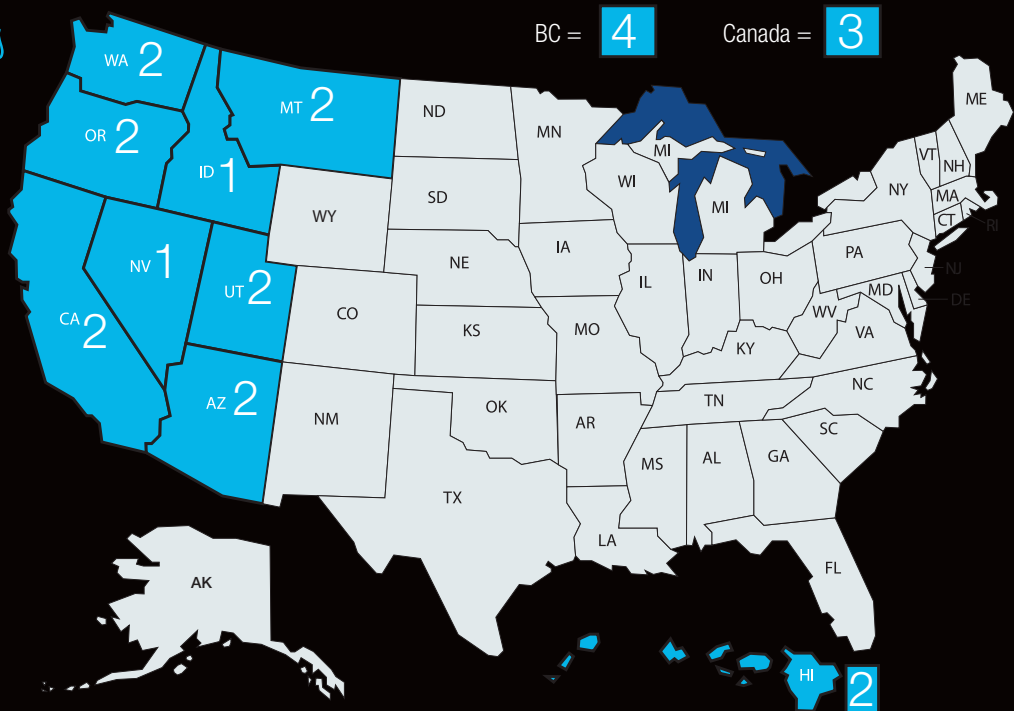 BC = 4 Canada = 3
WA 2
MT 2
ND
MN
ME
OR 2
ID 1
MI
VT
NH
WI
NY
MA
SD
MI
CT
RI
WY
IA
PA
NE
NV 1
IL
IN
OH
NJ
UT 2
MD
DE
CO
WV
CA 2
KS
MO
VA
KY
NC
AZ 2
OK
TN
NM
AR
SC
MS
AL
GA
TX
LA
FL
AK
HI 2